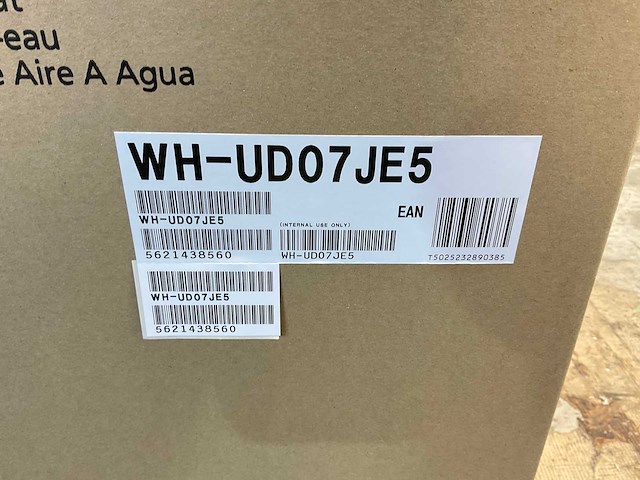 -eau
Aire A Agua
WH-UD07JE5
WH-UD07JE5
5621438560
(INTERNAL USE ONLY)
WH-UD07JE5
EAN
T5025232890385
WH-UD07JE5
5621438560